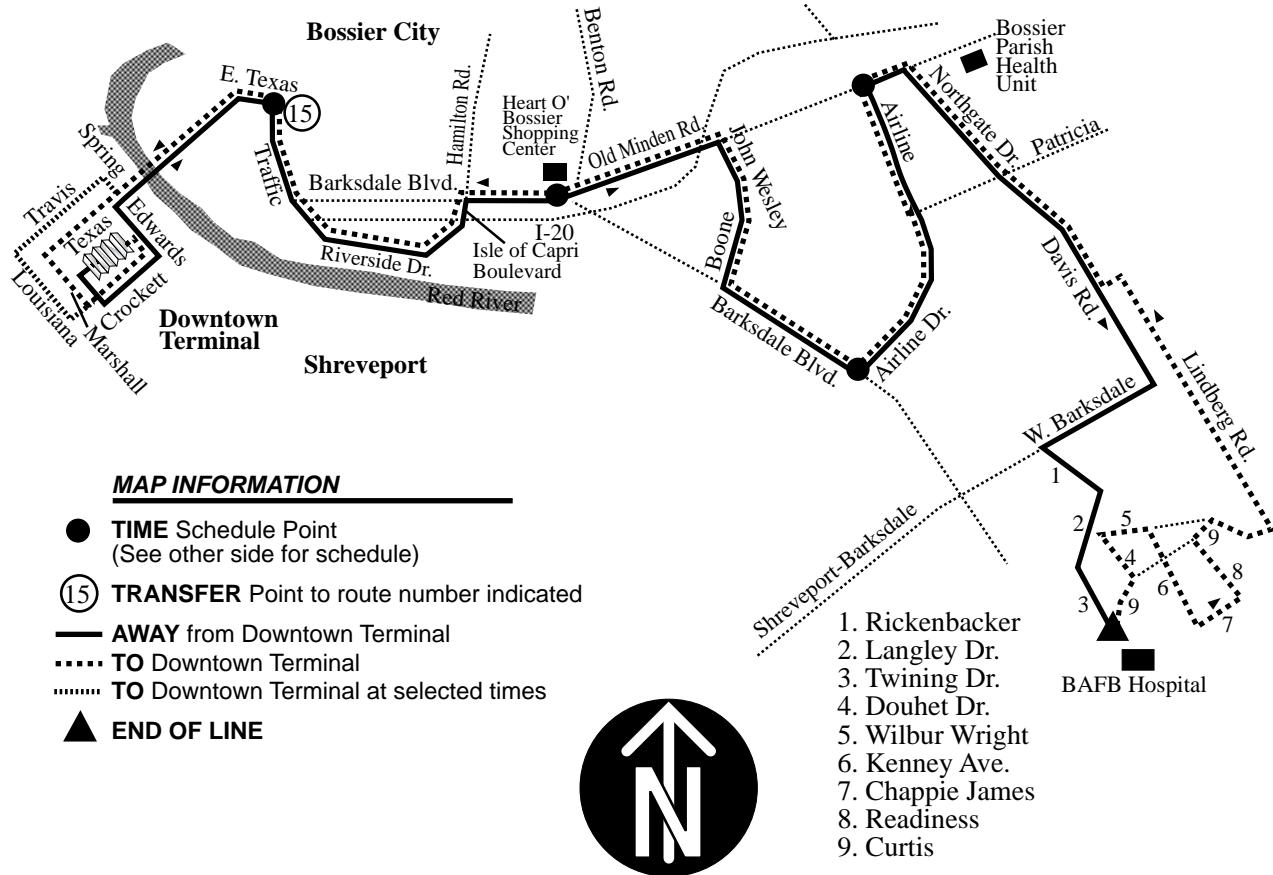 Bossier City
E. Texas
15
Hamilton Rd.
Benton Rd.
Heart O'
Bossier
Shopping
Center
Old Minden Rd.
John Wesley
Airline
Bossier
Parish
Health
Unit
Northgate Dr.
Patricia
Spring
Travis
Texas
Edwards
Louisiana
Marshall
Crockett
Traffic
Barksdale Blvd.
Riverside Dr.
Isle of Capri
Boulevard
I-20
Red River
Downtown
Terminal
Shreveport
Boone
Barksdale Blvd.
Airline Dr.
Davis Rd.
Lindberg Rd.
W. Barksdale
Shreveport-Barksdale
1
2
3
4
5
6
7
8
9
9
BAFB Hospital
MAP INFORMATION
TIME Schedule Point
(See other side for schedule)
15 TRANSFER Point to route number indicated
AWAY from Downtown Terminal
TO Downtown Terminal
TO Downtown Terminal at selected times
END OF LINE
N
1. Rickenbacker
2. Langley Dr.
3. Twining Dr.
4. Douhet Dr.
5. Wilbur Wright
6. Kenney Ave.
7. Chappie James
8. Readiness
9. Curtis